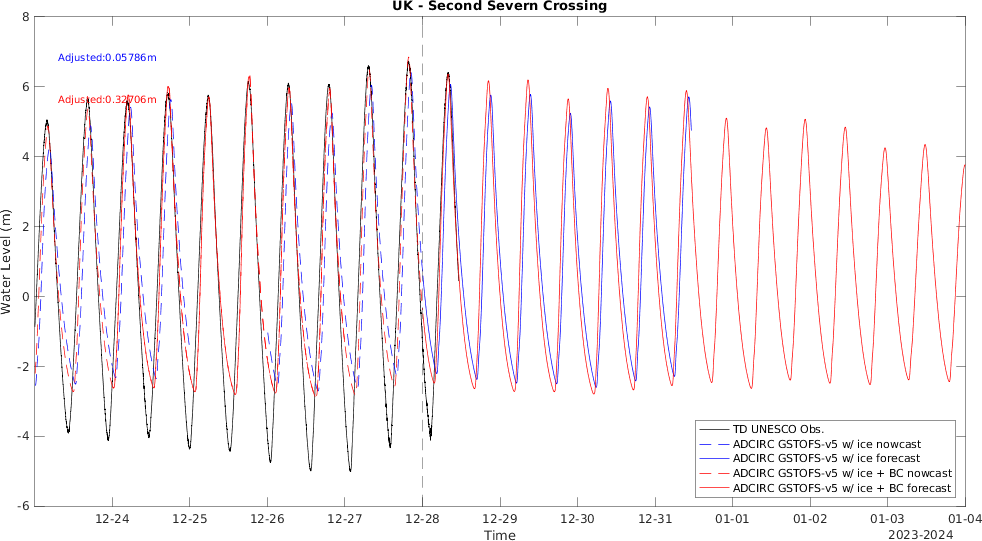 UK - Second Severn Crossing
8
6
4
2
0
-2
-4
-6
Water Level (m)
Adjusted:0.05786m
Adjusted:0.32706m
TD UNESCO Obs.
ADCIRC GSTOFS-v5 w/ ice nowcast
ADCIRC GSTOFS-v5 w/ ice forecast
ADCIRC GSTOFS-v5 w/ ice + BC nowcast
ADCIRC GSTOFS-v5 w/ ice + BC forecast
12-24 12-25 12-26 12-27 12-28 12-29 12-30 12-31 01-01 01-02 01-03 01-04
Time
2023-2024